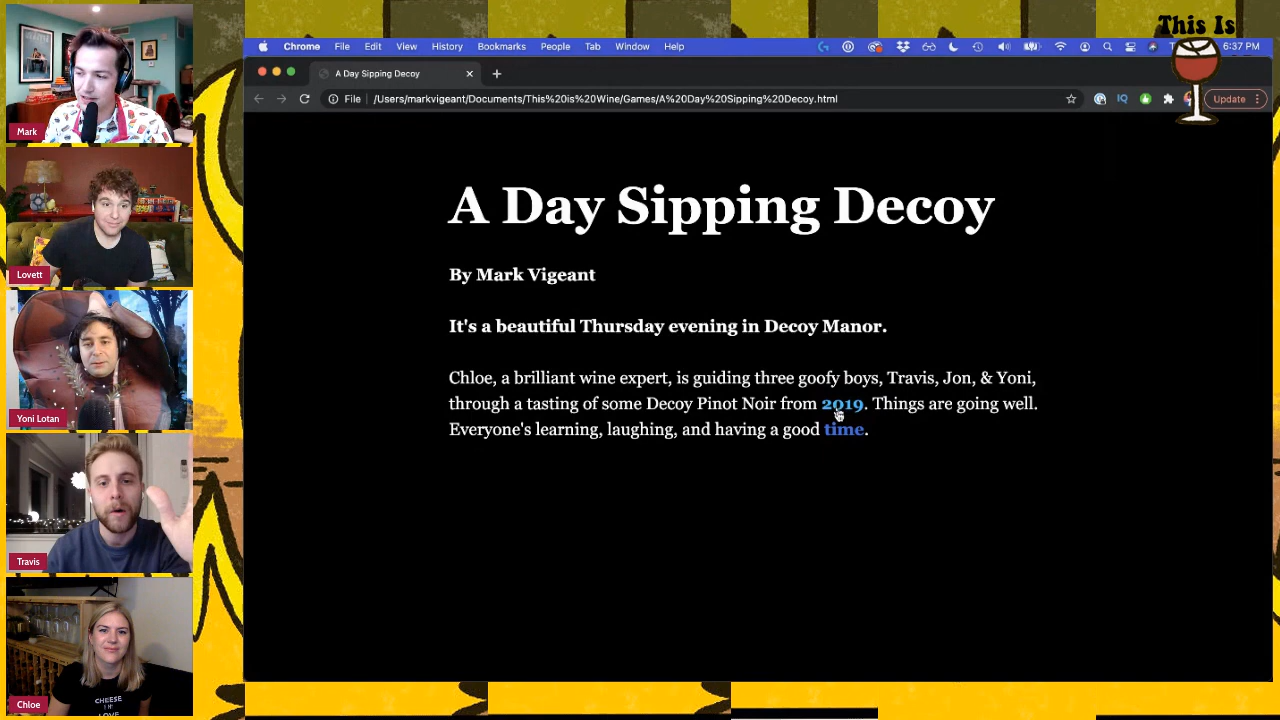 This Is
Chrome File Edit View History Bookmarks People Tab Window Help
6:37 PM
A Day Sipping Decoy
File /Users/markvigeant/Documents/This%20is%20Wine/Games/A%20Day%20Sipping%20Decoy.html
IQ
Update
A Day Sipping Decoy
By Mark Vigeant
It's a beautiful Thursday evening in Decoy Manor.
Chloe, a brilliant wine expert, is guiding three goofy boys, Travis, Jon, & Yoni,
through a tasting of some Decoy Pinot Noir from 2019. Things are going well.
Everyone's learning, laughing, and having a good time.
Mark
Lovett
Yoni Lotan
Travis
CHEESE
LOVE
Chloe